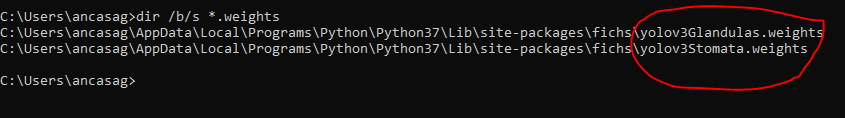 C:\Users\ancasag>dir /b/s *.weights
C:\Users\ancasag\AppData\Local\Programs\Python\Python37\Lib\site-packages\fichs\yolov3Glandulas.weights
C:\Users\ancasag\AppData\Local\Programs\Python\Python37\Lib\site-packages\fichs\yolov3Stomata.weights
C:\Users\ancasag>